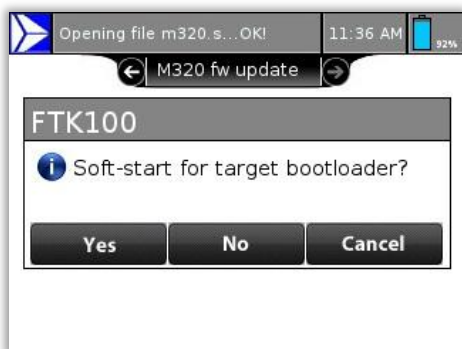 Opening file m320.s...OK!
11:36 AM
92%
M320 fw update
FTK100
Soft-start for target bootloader?
Yes No Cancel